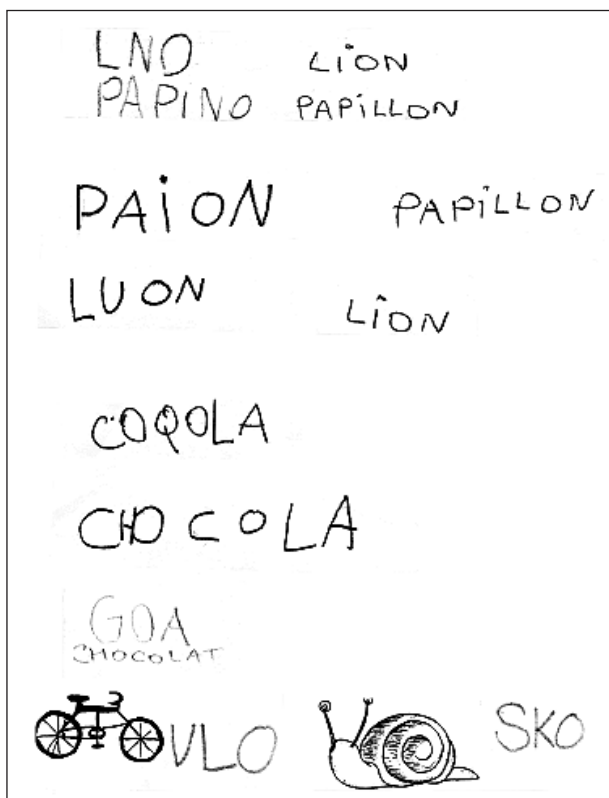 LNO LiON
PAPINO PAPiLLON
PAiON PAPiLLON
LUON LiON
COQOLA
CHOCOLA
GOA
CHOCOLAT
VLO SKO